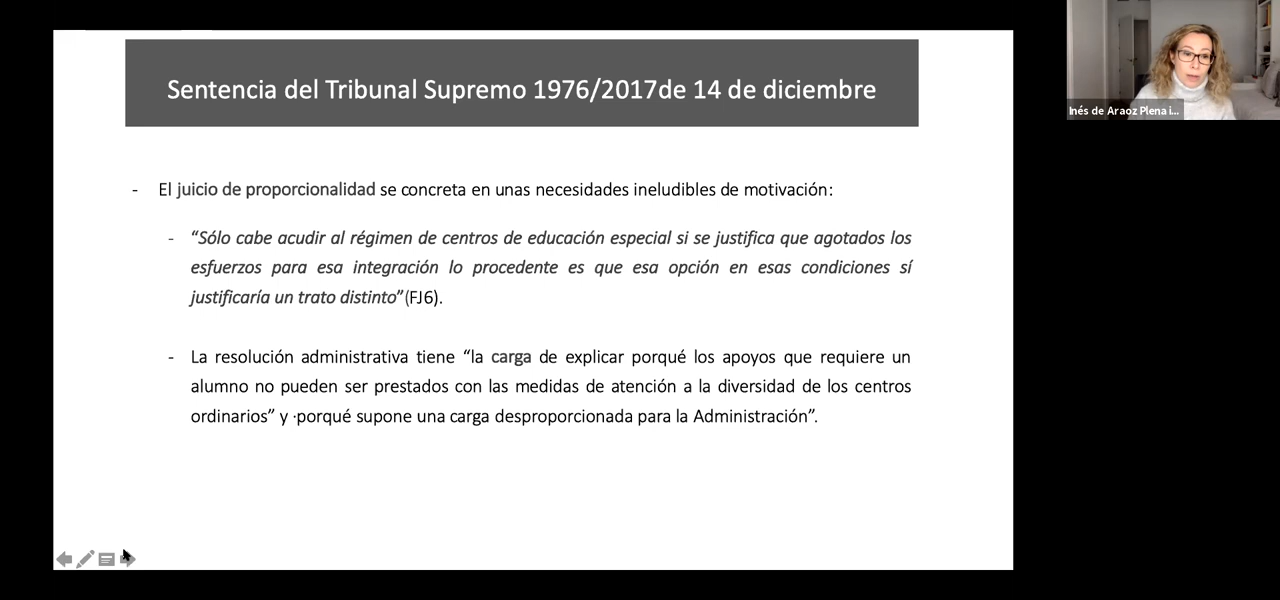 Sentencia del Tribunal Supremo 1976/2017de 14 de diciembre
Inés de Araoz Plena i...
- El juicio de proporcionalidad se concreta en unas necesidades ineludibles de motivación:
- “Sólo cabe acudir al régimen de centros de educación especial si se justifica que agotados los
esfuerzos para esa integración lo procedente es que esa opción en esas condiciones sí
justificaría un trato distinto”(FJ6).
- La resolución administrativa tiene “la carga de explicar porqué los apoyos que requiere un
alumno no pueden ser prestados con las medidas de atención a la diversidad de los centros
ordinarios” y ·porqué supone una carga desproporcionada para la Administración”.